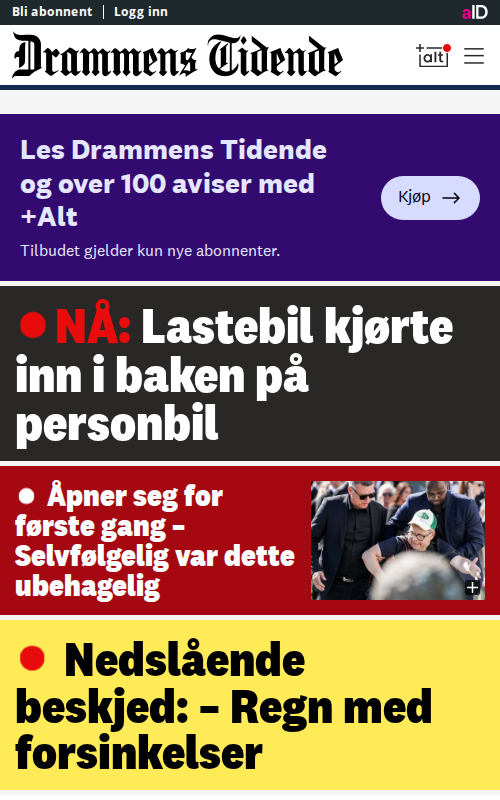 Bli abonnent | Logg inn
aID
Drammens Tidende
+alt
Les Drammens Tidende
og over 100 aviser med
+Alt
Kjøp →
Tilbudet gjelder kun nye abonnenter.
NÅ: Lastebil kjørte
inn i baken på
personbil
Åpner seg for
første gang –
Selvfølgelig var dette
ubehagelig
Nedslående
beskjed: – Regn med
forsinkelser